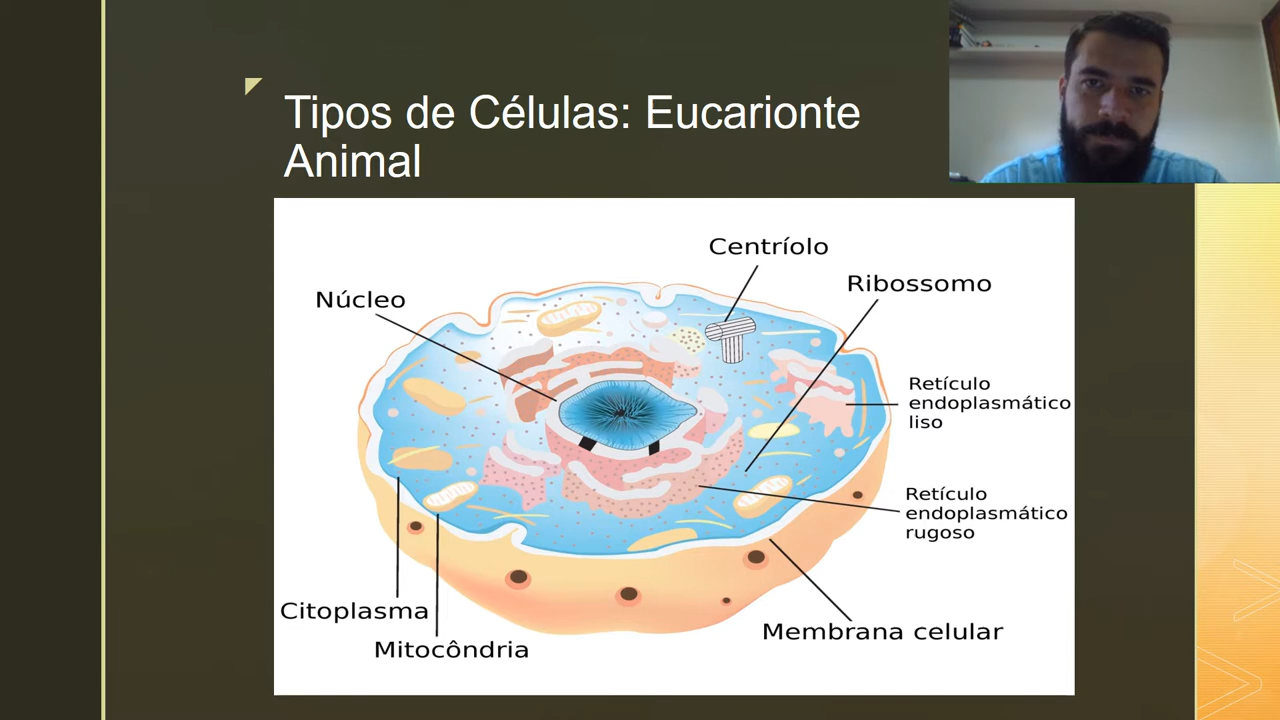 Tipos de Células: Eucarionte
Animal
Centríolo
Ribossomo
Núcleo
Retículo
endoplasmático
liso
Retículo
endoplasmático
rugoso
Citoplasma
Mitocôndria
Membrana celular